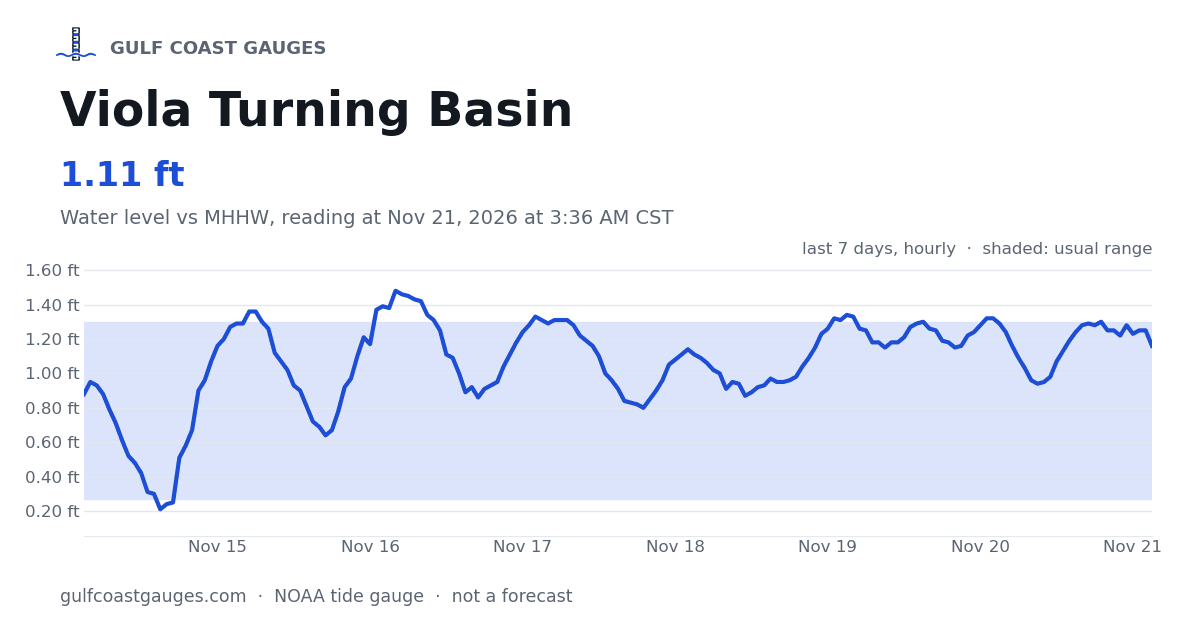 GULF COAST GAUGES
Viola Turning Basin
1.11 ft
Water level vs MHHW, reading at Nov 21, 2026 at 3:36 AM CST
last 7 days, hourly · shaded: usual range
1.60 ft
1.40 ft
1.20 ft
1.00 ft
0.80 ft
0.60 ft
0.40 ft
0.20 ft
Nov 15 Nov 16 Nov 17 Nov 18 Nov 19 Nov 20 Nov 21
gulfcoastgauges.com · NOAA tide gauge · not a forecast